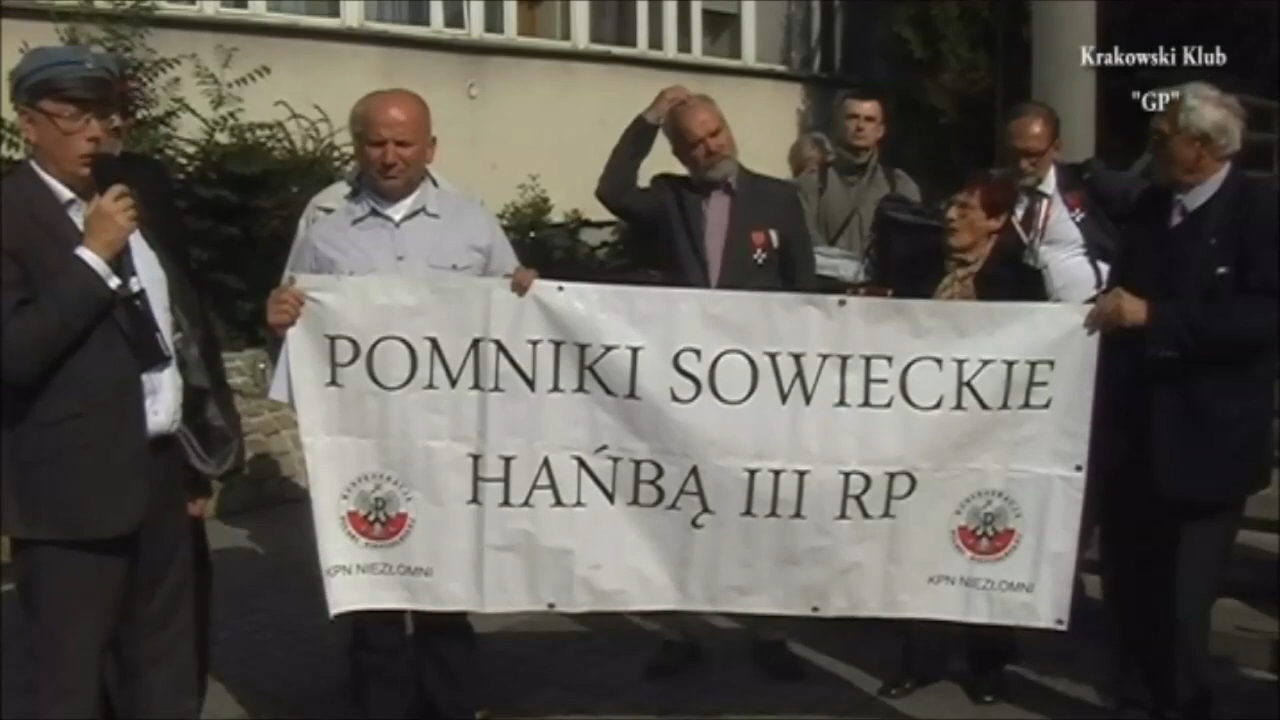 Krakowski Klub
"GP"
POMNIKI SOWIECKIE
HAŃBĄ III RP
KPN NIEZŁOMNI
KPN NIEZŁOMNI